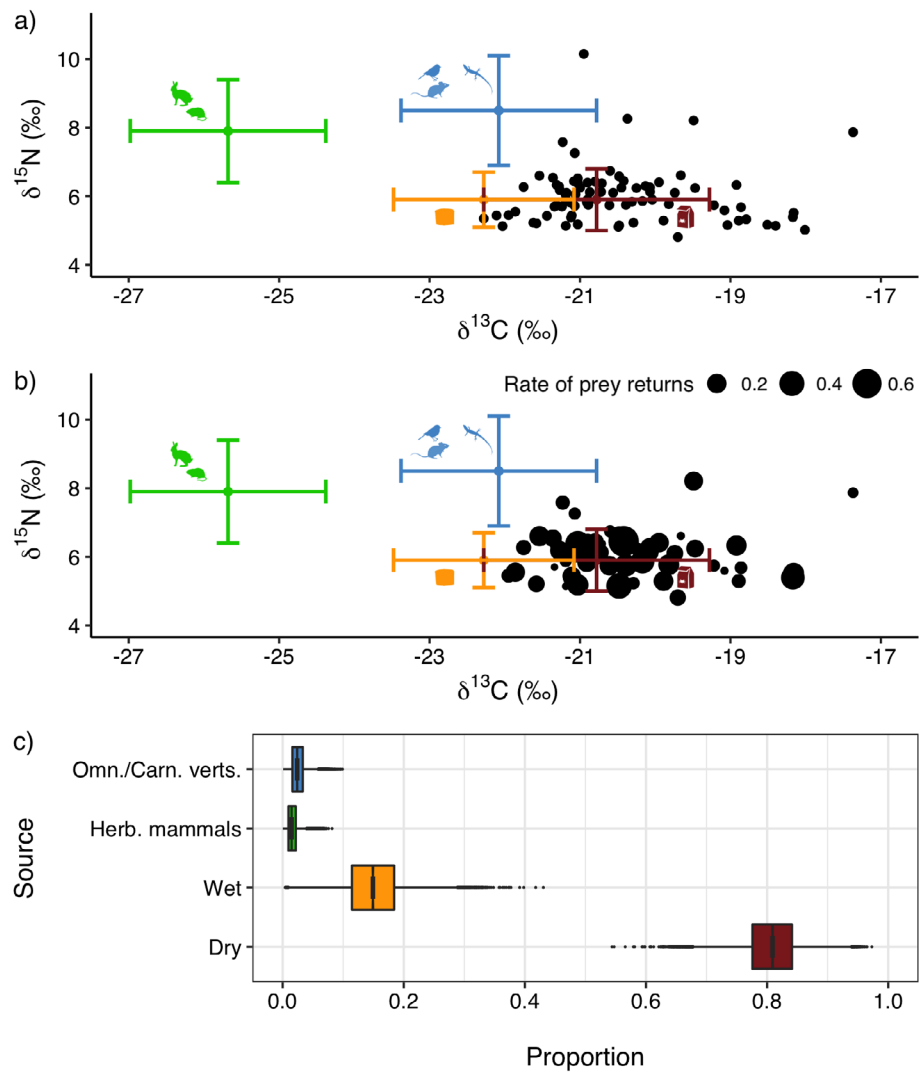 a)
10
8
6
4
δ15N (‰)
-27 -25 -23 -21 -19 -17
δ13C (‰)
b)
Rate of prey returns 0.2 0.4 0.6
10
8
6
4
δ15N (‰)
-27 -25 -23 -21 -19 -17
δ13C (‰)
c)
Source
Omn./Carn. verts.
Herb. mammals
Wet
Dry
0.0 0.2 0.4 0.6 0.8 1.0
Proportion